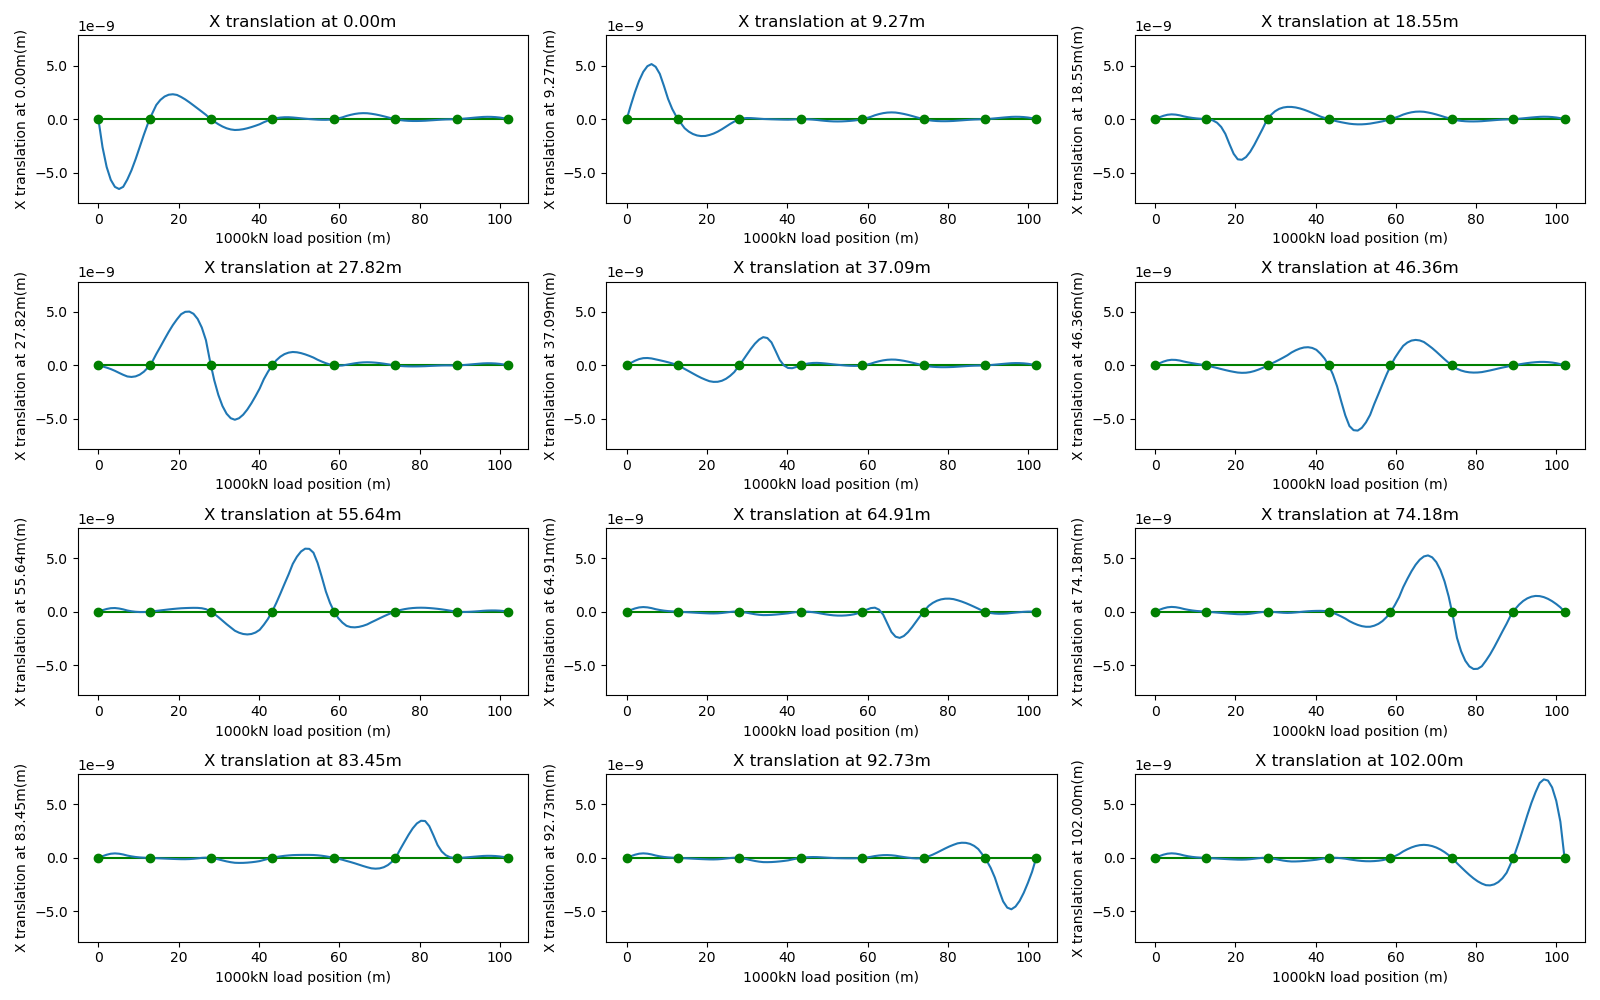 X translation at 0.00m
1e−9
X translation at 0.00m(m)
5.0
0.0
−5.0
0 20 40 60 80 100
1000kN load position (m)
X translation at 9.27m
1e−9
X translation at 9.27m(m)
5.0
0.0
−5.0
0 20 40 60 80 100
1000kN load position (m)
X translation at 18.55m
1e−9
X translation at 18.55m(m)
5.0
0.0
−5.0
0 20 40 60 80 100
1000kN load position (m)
X translation at 27.82m
1e−9
X translation at 27.82m(m)
5.0
0.0
−5.0
0 20 40 60 80 100
1000kN load position (m)
X translation at 37.09m
1e−9
X translation at 37.09m(m)
5.0
0.0
−5.0
0 20 40 60 80 100
1000kN load position (m)
X translation at 46.36m
1e−9
X translation at 46.36m(m)
5.0
0.0
−5.0
0 20 40 60 80 100
1000kN load position (m)
X translation at 55.64m
1e−9
X translation at 55.64m(m)
5.0
0.0
−5.0
0 20 40 60 80 100
1000kN load position (m)
X translation at 64.91m
1e−9
X translation at 64.91m(m)
5.0
0.0
−5.0
0 20 40 60 80 100
1000kN load position (m)
X translation at 74.18m
1e−9
X translation at 74.18m(m)
5.0
0.0
−5.0
0 20 40 60 80 100
1000kN load position (m)
X translation at 83.45m
1e−9
X translation at 83.45m(m)
5.0
0.0
−5.0
0 20 40 60 80 100
1000kN load position (m)
X translation at 92.73m
1e−9
X translation at 92.73m(m)
5.0
0.0
−5.0
0 20 40 60 80 100
1000kN load position (m)
X translation at 102.00m
1e−9
X translation at 102.00m(m)
5.0
0.0
−5.0
0 20 40 60 80 100
1000kN load position (m)